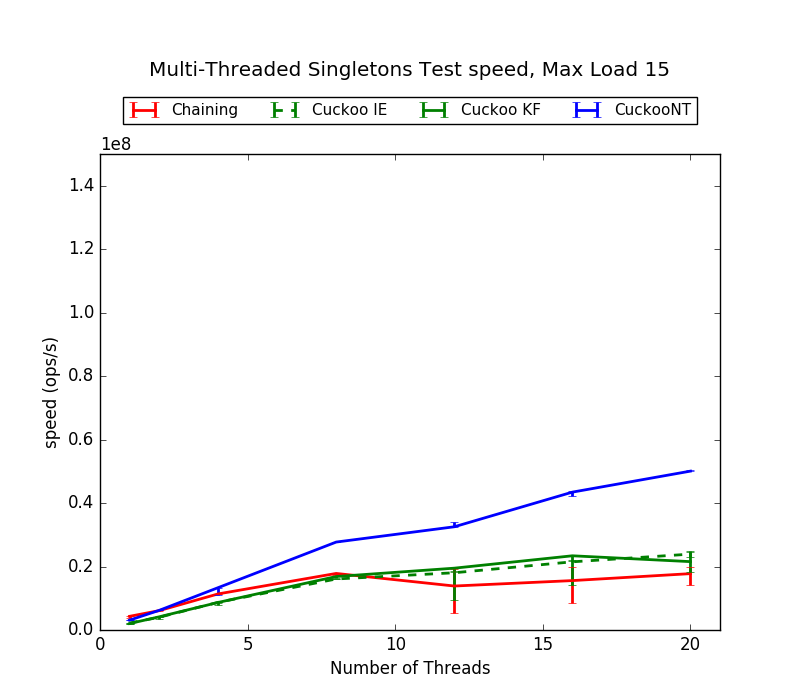 Multi-Threaded Singletons Test speed, Max Load 15
Chaining Cuckoo IE Cuckoo KF CuckooNT
1e8
1.4
1.2
1.0
0.8
0.6
0.4
0.2
0.0
speed (ops/s)
0 5 10 15 20
Number of Threads